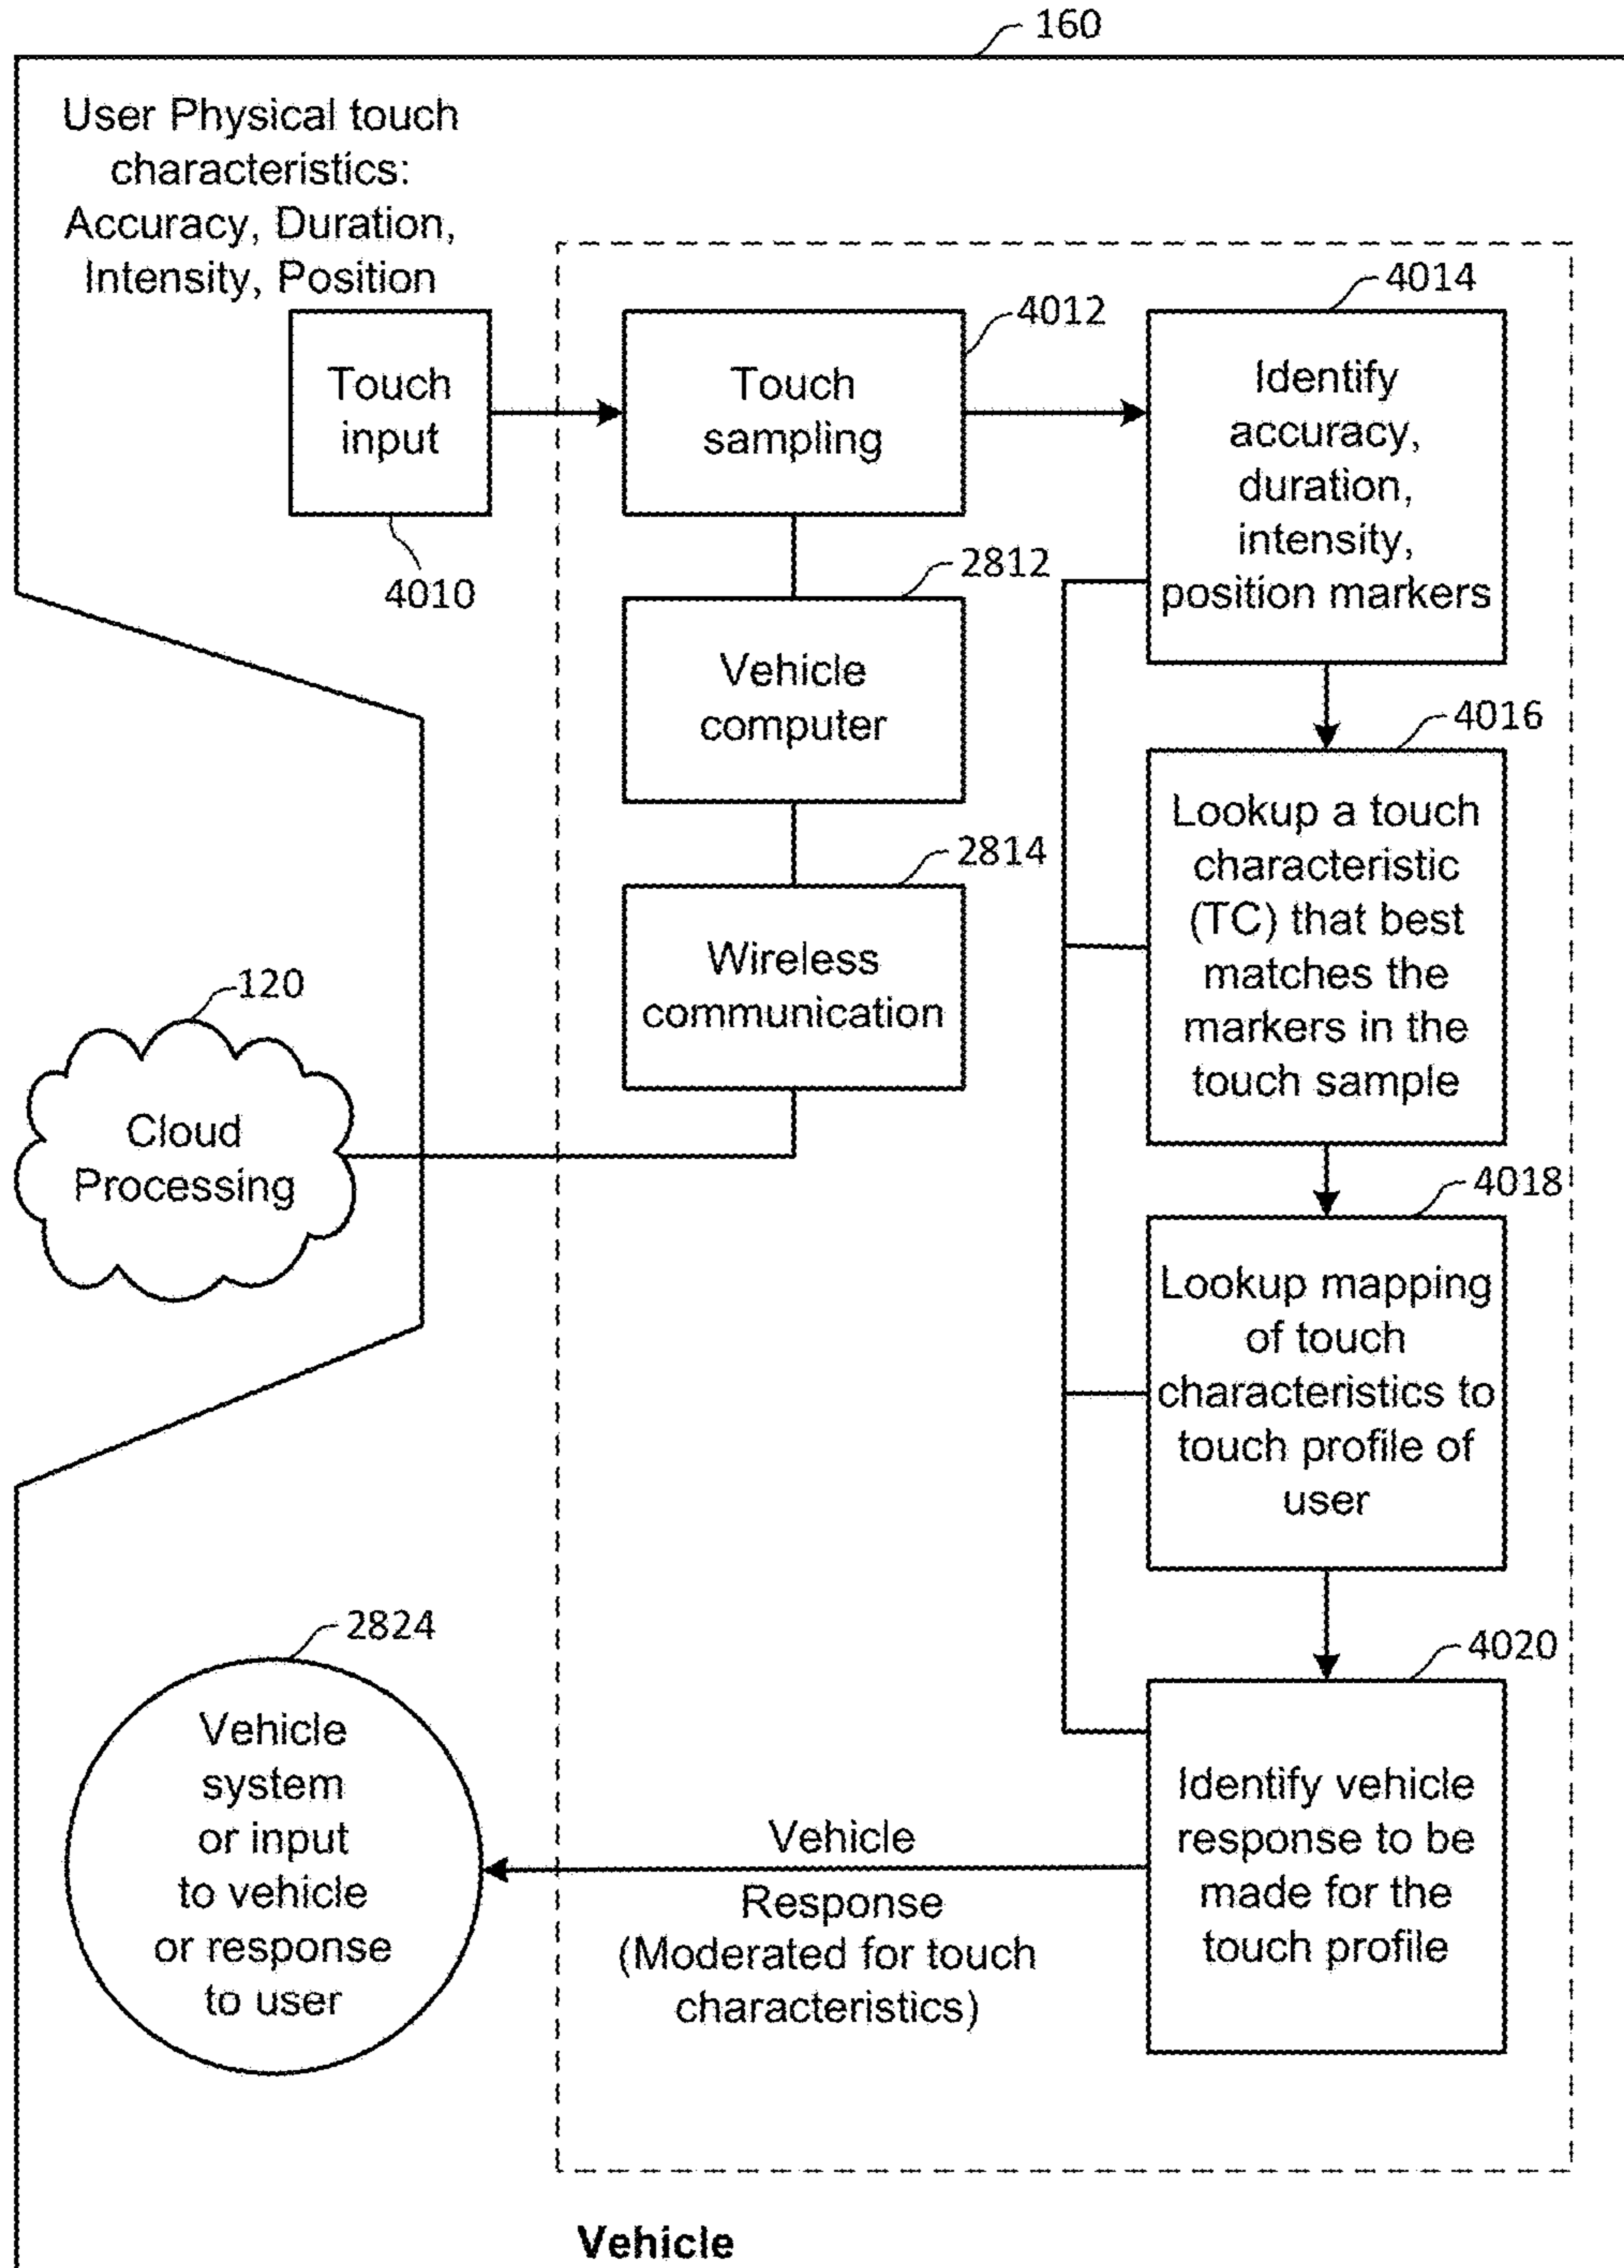 160
User Physical touch
characteristics:
Accuracy, Duration,
Intensity, Position
Touch
input
4010
Touch
sampling
4012
4014
Identify
accuracy,
duration,
intensity,
position markers
2812
Vehicle
computer
2814
Wireless
communication
120
Cloud
Processing
4016
Lookup a touch
characteristic
(TC) that best
matches the
markers in the
touch sample
4018
Lookup mapping
of touch
characteristics to
touch profile of
user
4020
Identify vehicle
response to be
made for the
touch profile
Vehicle
Response
(Moderated for touch
characteristics)
2824
Vehicle
system
or input
to vehicle
or response
to user
Vehicle